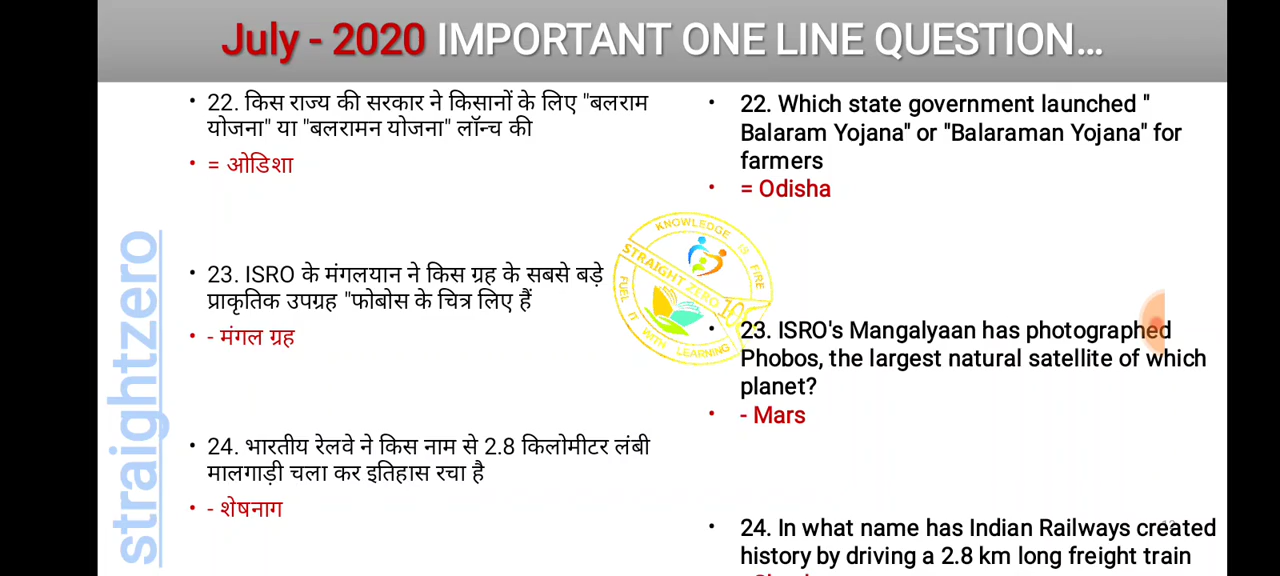 July - 2020 IMPORTANT ONE LINE QUESTION...
• 22. किस राज्य की सरकार ने किसानों के लिए "बलराम
योजना" या "बलरामन योजना" लॉन्च की
• = ओडिशा
• 23. ISRO के मंगलयान ने किस ग्रह के सबसे बड़े
प्राकृतिक उपग्रह "फोबोस के चित्र लिए हैं
• - मंगल ग्रह
• 24. भारतीय रेलवे ने किस नाम से 2.8 किलोमीटर लंबी
मालगाड़ी चला कर इतिहास रचा है
• - शेषनाग
• 22. Which state government launched "
Balaram Yojana" or "Balaraman Yojana" for
farmers
• = Odisha
• 23. ISRO's Mangalyaan has photographed
Phobos, the largest natural satellite of which
planet?
• - Mars
• 24. In what name has Indian Railways created
history by driving a 2.8 km long freight train
straightzero
KNOWLEDGE IS FIRE
STRAIGHT ZERO
FUEL IT WITH LEARNING